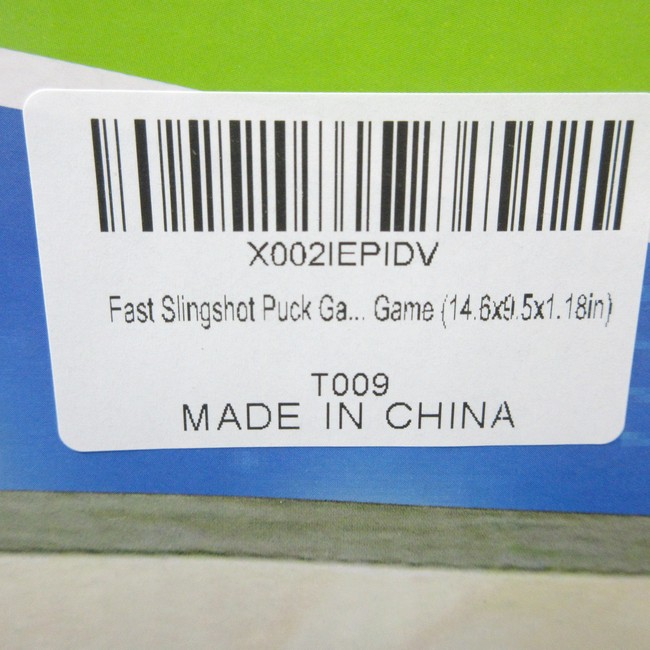 X002IEPIDV
Fast Slingshot Puck Ga... Game (14.6x9.5x1.18in)
T009
MADE IN CHINA